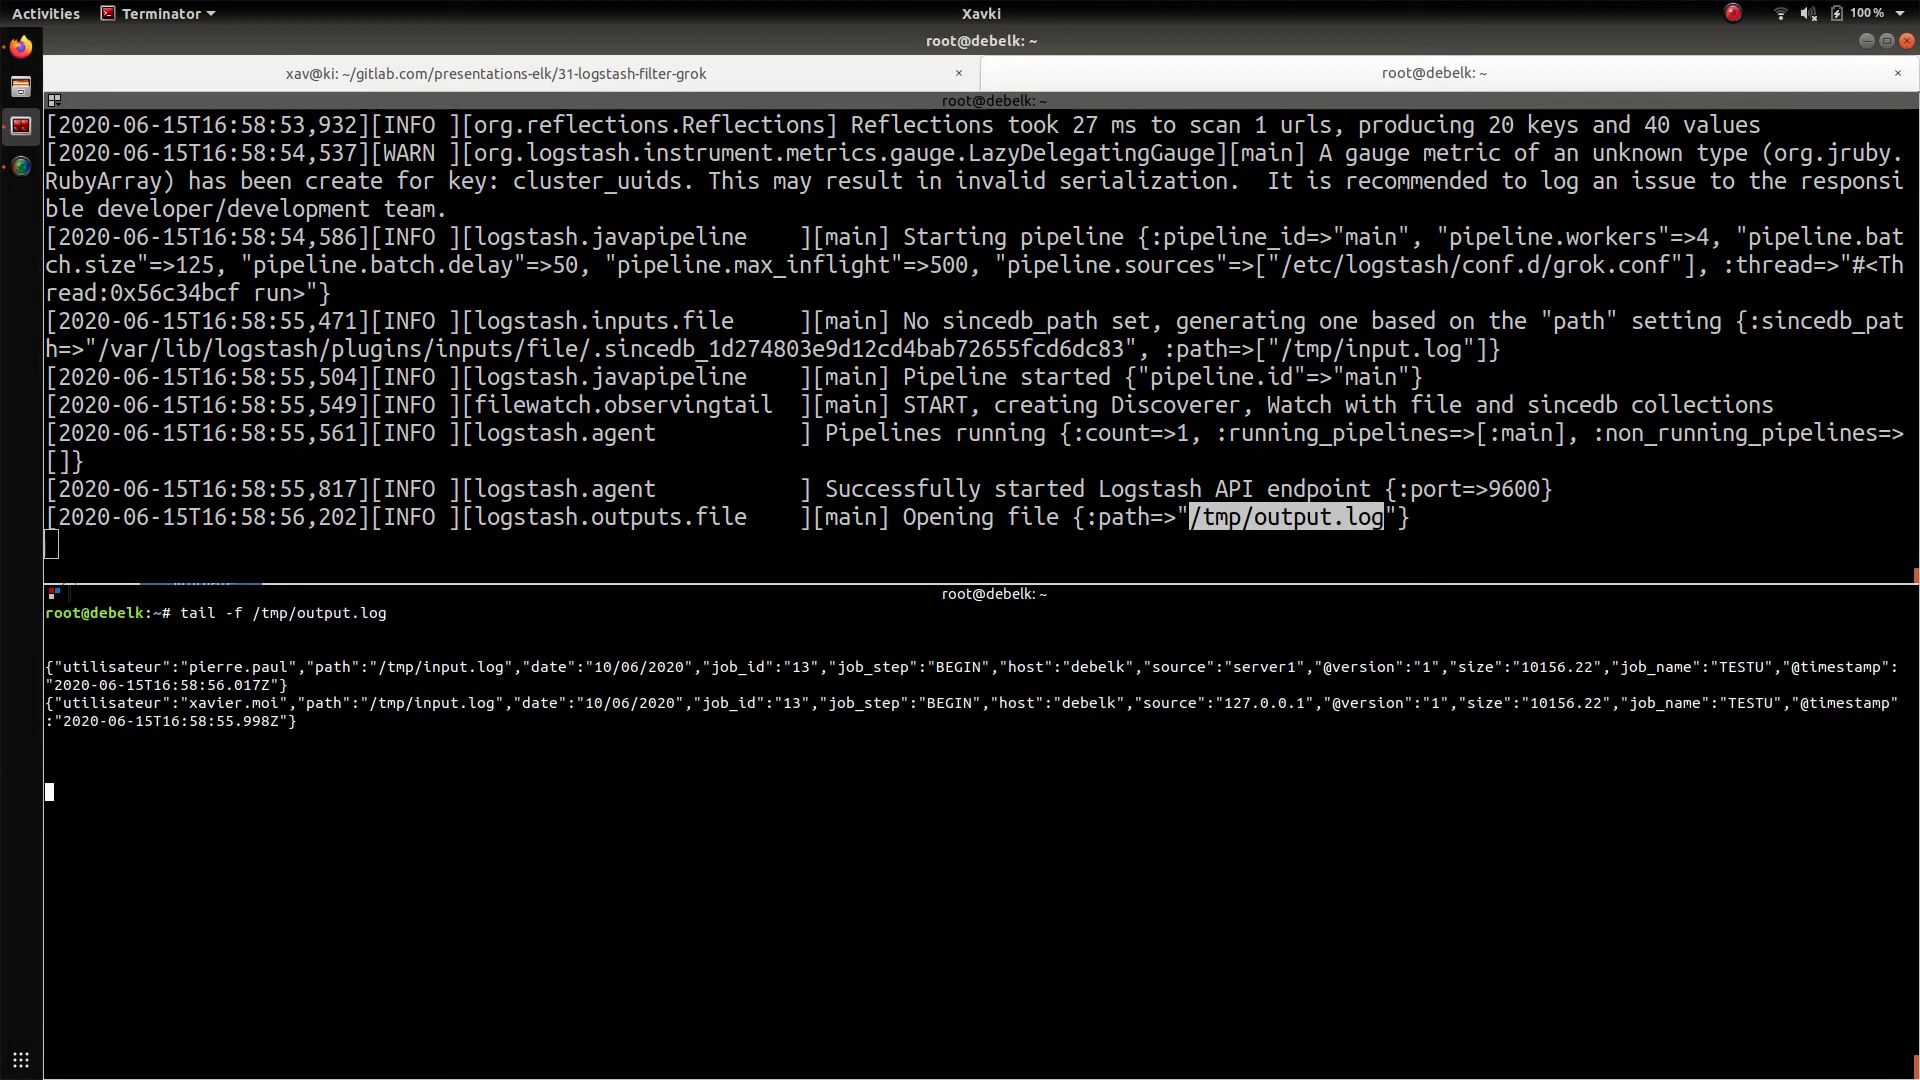 Activities Terminator Xavki 100 %
root@debelk: ~
xav@ki: ~/gitlab.com/presentations-elk/31-logstash-filter-grok × root@debelk: ~ ×
root@debelk: ~
[2020-06-15T16:58:53,932][INFO ][org.reflections.Reflections] Reflections took 27 ms to scan 1 urls, producing 20 keys and 40 values
[2020-06-15T16:58:54,537][WARN ][org.logstash.instrument.metrics.gauge.LazyDelegatingGauge][main] A gauge metric of an unknown type (org.jruby.
RubyArray) has been create for key: cluster_uuids. This may result in invalid serialization.  It is recommended to log an issue to the responsi
ble developer/development team.
[2020-06-15T16:58:54,586][INFO ][logstash.javapipeline    ][main] Starting pipeline {:pipeline_id=>"main", "pipeline.workers"=>4, "pipeline.bat
ch.size"=>125, "pipeline.batch.delay"=>50, "pipeline.max_inflight"=>500, "pipeline.sources"=>["/etc/logstash/conf.d/grok.conf"], :thread=>"#<Th
read:0x56c34bcf run>"}
[2020-06-15T16:58:55,471][INFO ][logstash.inputs.file     ][main] No sincedb_path set, generating one based on the "path" setting {:sincedb_pat
h=>"/var/lib/logstash/plugins/inputs/file/.sincedb_1d274803e9d12cd4bab72655fcd6dc83", :path=>["/tmp/input.log"]}
[2020-06-15T16:58:55,504][INFO ][logstash.javapipeline    ][main] Pipeline started {"pipeline.id"=>"main"}
[2020-06-15T16:58:55,549][INFO ][filewatch.observingtail  ][main] START, creating Discoverer, Watch with file and sincedb collections
[2020-06-15T16:58:55,561][INFO ][logstash.agent           ] Pipelines running {:count=>1, :running_pipelines=>[:main], :non_running_pipelines=>
[]}
[2020-06-15T16:58:55,817][INFO ][logstash.agent           ] Successfully started Logstash API endpoint {:port=>9600}
[2020-06-15T16:58:56,202][INFO ][logstash.outputs.file    ][main] Opening file {:path=>"/tmp/output.log"}
root@debelk: ~
root@debelk:~# tail -f /tmp/output.log
{"utilisateur":"pierre.paul","path":"/tmp/input.log","date":"10/06/2020","job_id":"13","job_step":"BEGIN","host":"debelk","source":"server1","@version":"1","size":"10156.22","job_name":"TESTU","@timestamp":
"2020-06-15T16:58:56.017Z"}
{"utilisateur":"xavier.moi","path":"/tmp/input.log","date":"10/06/2020","job_id":"13","job_step":"BEGIN","host":"debelk","source":"127.0.0.1","@version":"1","size":"10156.22","job_name":"TESTU","@timestamp"
:"2020-06-15T16:58:55.998Z"}